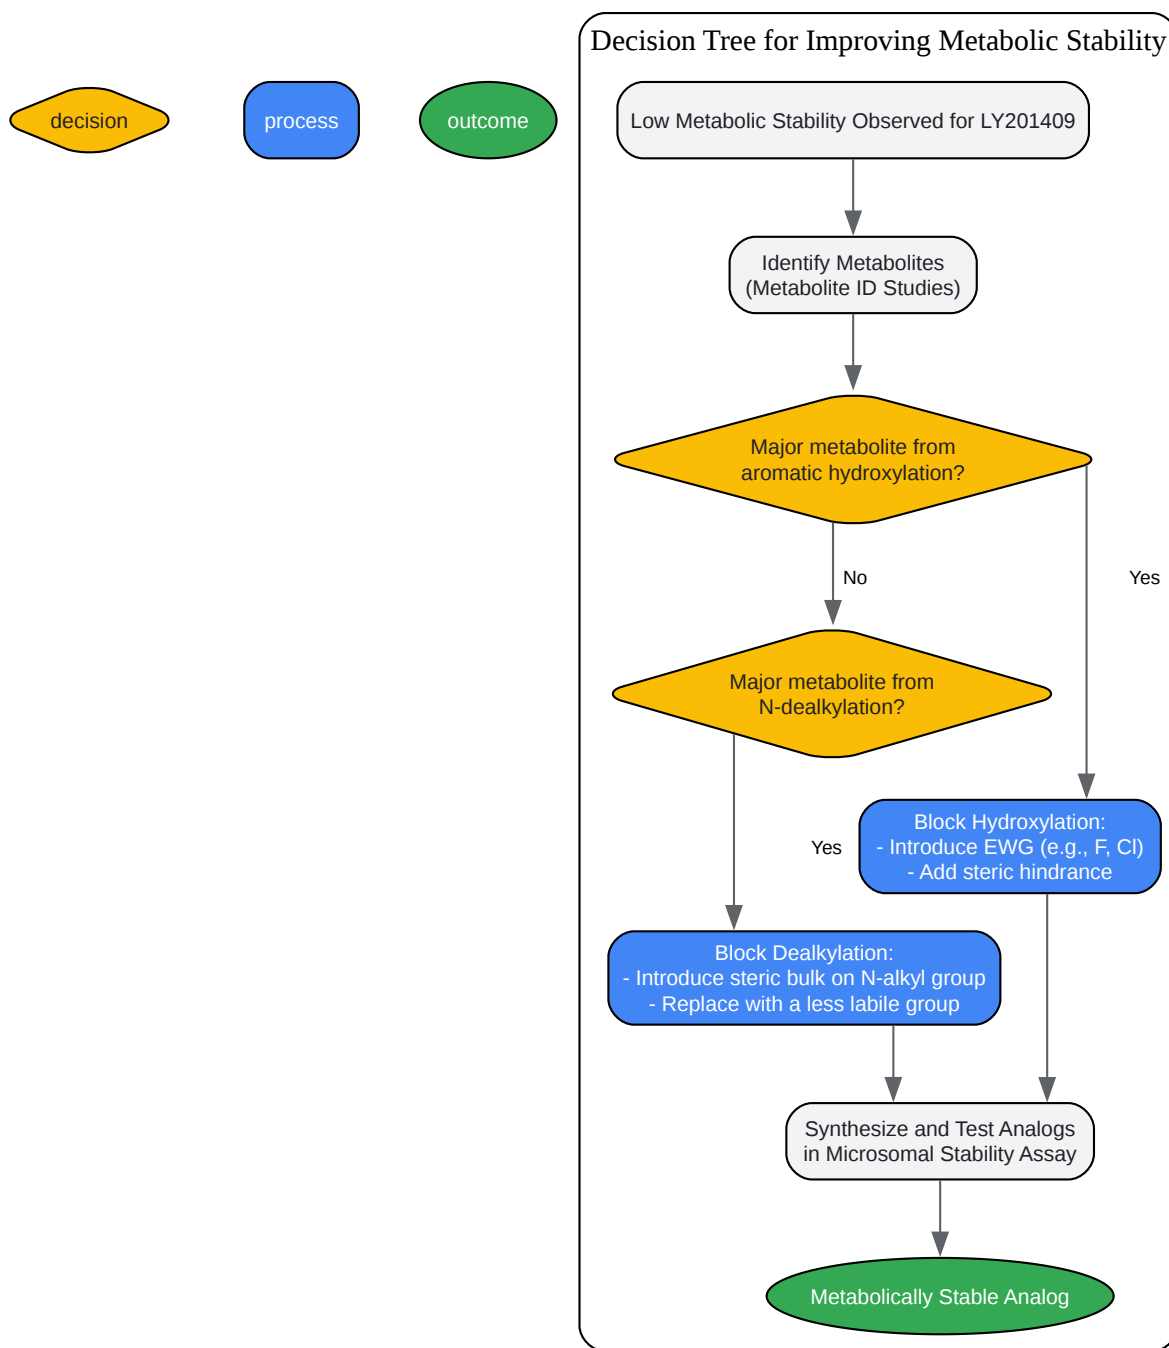 Decision Tree for Improving Metabolic Stability
decision
process
outcome
Low Metabolic Stability Observed for LY201409
Identify Metabolites
(Metabolite ID Studies)
Major metabolite from
aromatic hydroxylation?
No
Yes
Major metabolite from
N-dealkylation?
Block Hydroxylation:
- Introduce EWG (e.g., F, Cl)
- Add steric hindrance
Yes
Block Dealkylation:
- Introduce steric bulk on N-alkyl group
- Replace with a less labile group
Synthesize and Test Analogs
in Microsomal Stability Assay
Metabolically Stable Analog